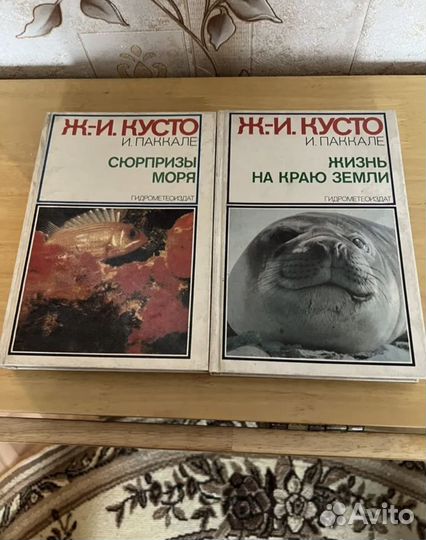 Ж.-И. КУСТО
И. ПАККАЛЕ
СЮРПРИЗЫ
МОРЯ
ГИДРОМЕТЕОИЗДАТ
Ж.-И. КУСТО
И. ПАККАЛЕ
ЖИЗНЬ
НА КРАЮ ЗЕМЛИ
ГИДРОМЕТЕОИЗДАТ
Avito